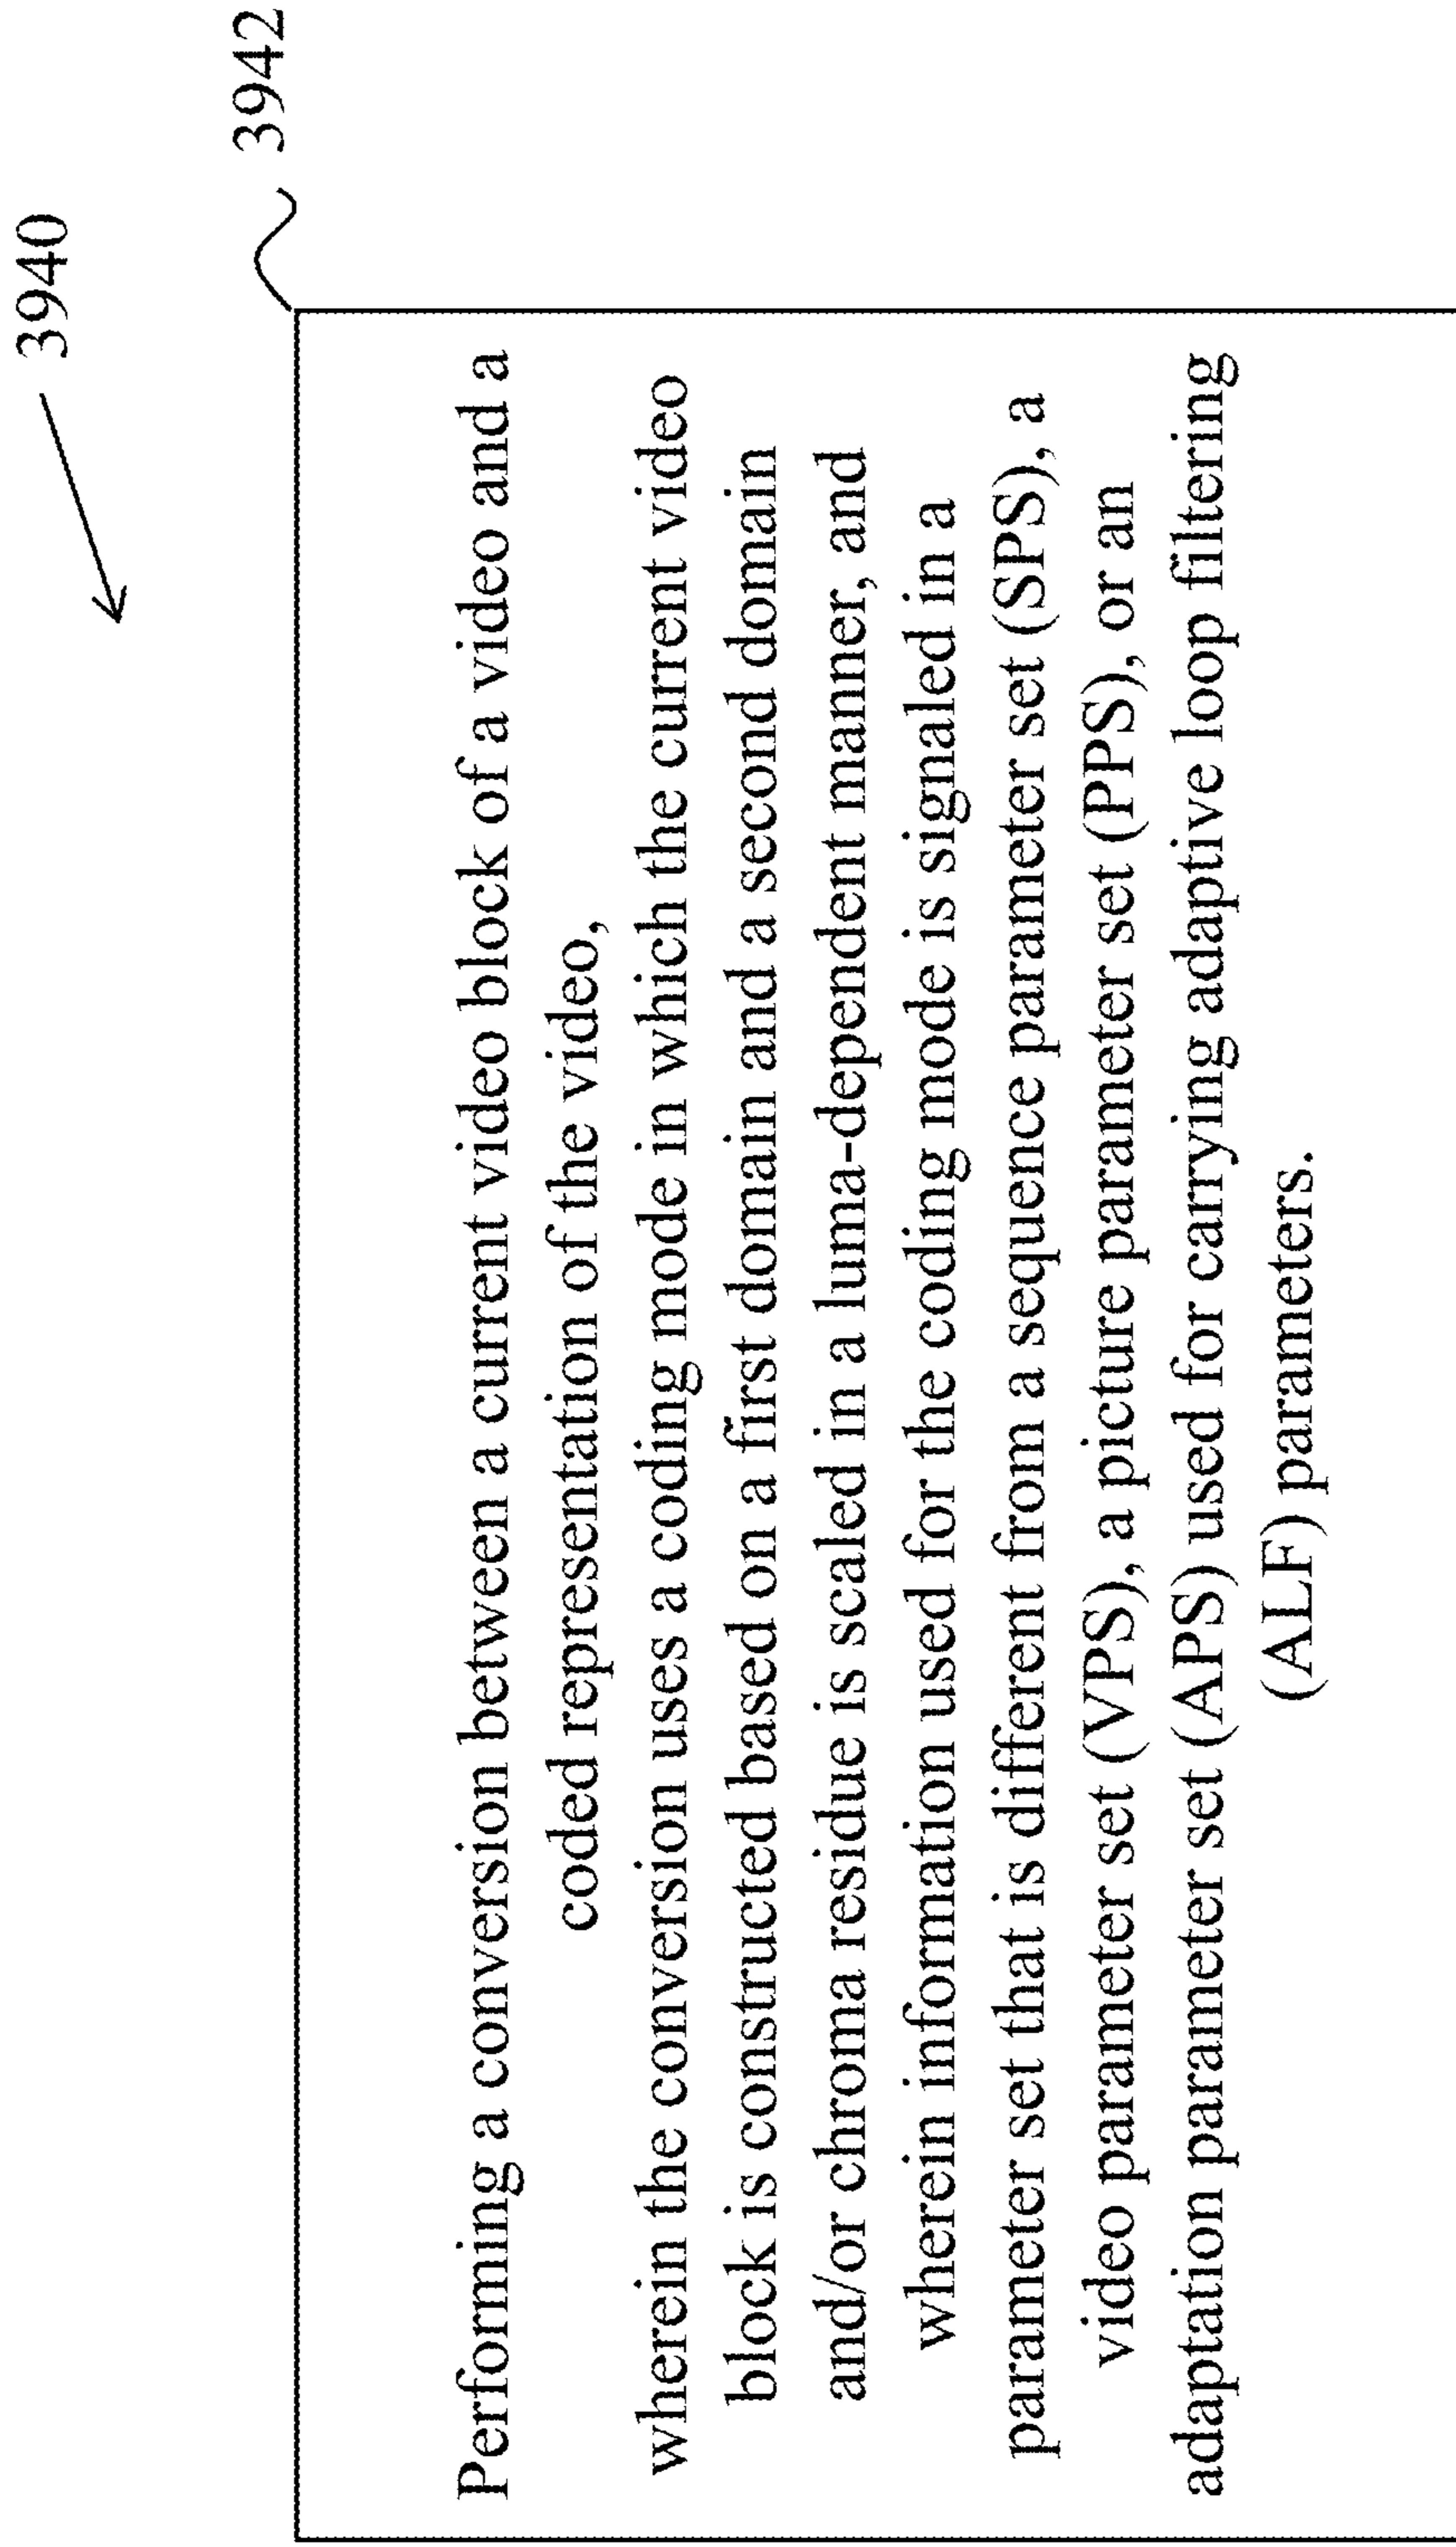 3940
3942
Performing a conversion between a current video block of a video and a
coded representation of the video,
wherein the conversion uses a coding mode in which the current video
block is constructed based on a first domain and a second domain
and/or chroma residue is scaled in a luma-dependent manner, and
wherein information used for the coding mode is signaled in a
parameter set that is different from a sequence parameter set (SPS), a
video parameter set (VPS), a picture parameter set (PPS), or an
adaptation parameter set (APS) used for carrying adaptive loop filtering
(ALF) parameters.